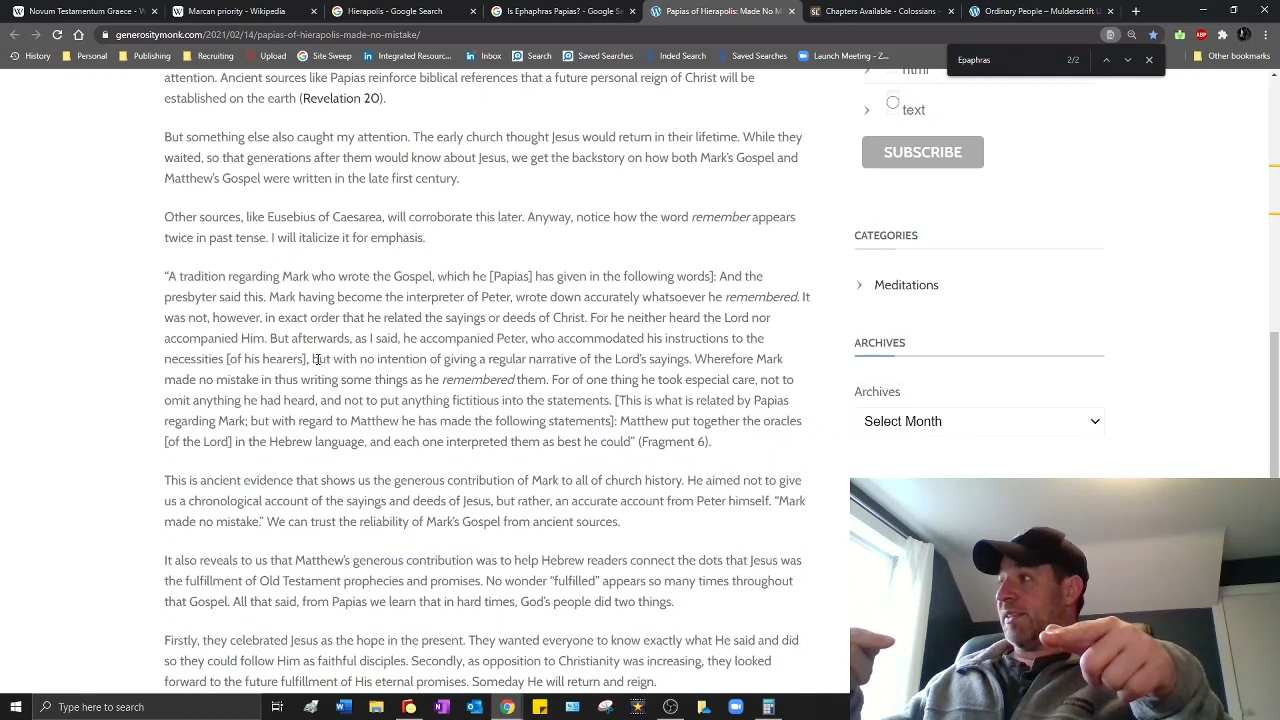 Novum Testamentum Graece - W
Marcan priority - Wikipedia
Hierapolis - Google Search
Is Ephaphras Papias? - Google Se
Papias of Hierapolis: Made No M
Chapters Available - Colossians -
Ordinary People – Muldersdrift U
generositymonk.com/2021/02/14/papias-of-hierapolis-made-no-mistake/
History
Parenting
Publishing
Recruiting
Upload
Site Sweep
Postings
Inbox
Search
Saved Searches
Indeed Search
Saved Searches
Launch Meeting - Z...
Other bookmarks
Epaphras
2/2
attention. Ancient sources like Papias reinforce biblical references that a future personal reign of Christ will be
established on the earth (Revelation 20).
But something else also caught my attention. The early church thought Jesus would return in their lifetime. While they
waited, so that generations after them would know about Jesus, we get the backstory on how both Mark's Gospel and
Matthew's Gospel were written in the late first century.
Other sources, like Eusebius of Caesarea, will corroborate this later. Anyway, notice how the word remember appears
twice in past tense. I will italicize it for emphasis.
“A tradition regarding Mark who wrote the Gospel, which he [Papias] has given in the following words]: And the
presbyter said this. Mark having become the interpreter of Peter, wrote down accurately whatsoever he remembered. It
was not, however, in exact order that he related the sayings or deeds of Christ. For he neither heard the Lord nor
accompanied Him. But afterwards, as I said, he accompanied Peter, who accommodated his instructions to the
necessities [of his hearers], but with no intention of giving a regular narrative of the Lord's sayings. Wherefore Mark
made no mistake in thus writing some things as he remembered them. For of one thing he took especial care, not to
omit anything he had heard, and not to put anything fictitious into the statements. [This is what is related by Papias
regarding Mark; but with regard to Matthew he has made the following statements]: Matthew put together the oracles
[of the Lord] in the Hebrew language, and each one interpreted them as best he could” (Fragment 6).
This is ancient evidence that shows us the generous contribution of Mark to all of church history. He aimed not to give
us a chronological account of the sayings and deeds of Jesus, but rather, an accurate account from Peter himself. “Mark
made no mistake.” We can trust the reliability of Mark's Gospel from ancient sources.
It also reveals to us that Matthew's generous contribution was to help Hebrew readers connect the dots that Jesus was
the fulfillment of Old Testament prophecies and promises. No wonder “fulfilled” appears so many times throughout
that Gospel. All that said, from Papias we learn that in hard times, God's people did two things.
Firstly, they celebrated Jesus as the hope in the present. They wanted everyone to know exactly what He said and did
so they could follow Him as faithful disciples. Secondly, as opposition to Christianity was increasing, they looked
forward to the future fulfillment of His eternal promises. Someday He will return and reign.
html
text
SUBSCRIBE
CATEGORIES
Meditations
ARCHIVES
Archives
Select Month
Type here to search